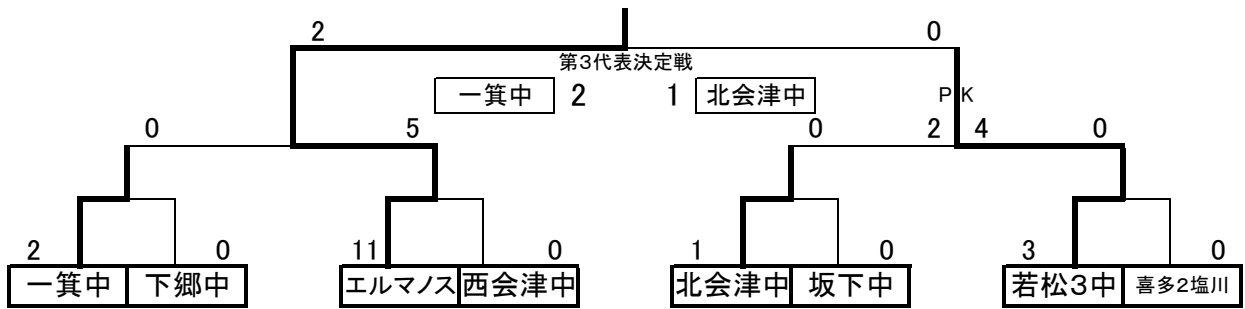 2 0
第3代表決定戦
一箕中 2 1 北会津中
PK
0 5 0 2 4 0
2 0 11 0 1 0 3 0
一箕中 下郷中 エルマノス 西会津中 北会津中 坂下中 若松3中 喜多2塩川